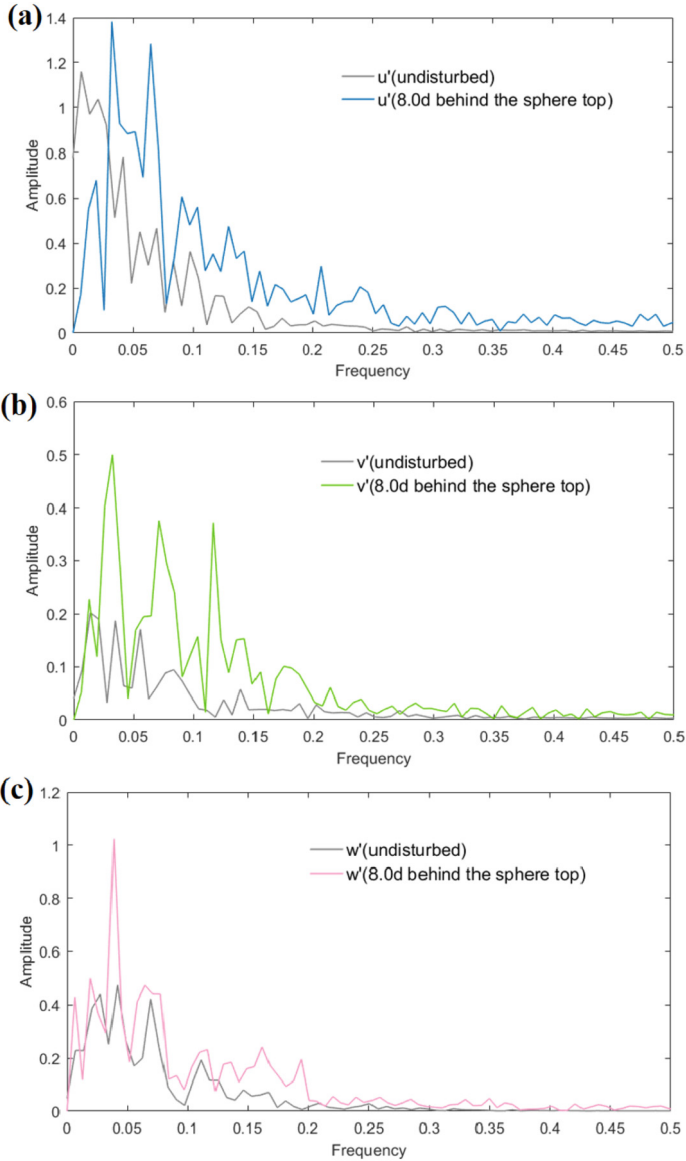 (a)
1.4
1.2
1
0.8
0.6
0.4
0.2
0
Amplitude
u'(undisturbed)
u'(8.0d behind the sphere top)
0 0.05 0.1 0.15 0.2 0.25 0.3 0.35 0.4 0.45 0.5
Frequency
(b)
0.6
0.5
0.4
0.3
0.2
0.1
0
Amplitude
v'(undisturbed)
v'(8.0d behind the sphere top)
0 0.05 0.1 0.15 0.2 0.25 0.3 0.35 0.4 0.45 0.5
Frequency
(c)
1.2
1
0.8
0.6
0.4
0.2
0
Amplitude
w'(undisturbed)
w'(8.0d behind the sphere top)
0 0.05 0.1 0.15 0.2 0.25 0.3 0.35 0.4 0.45 0.5
Frequency